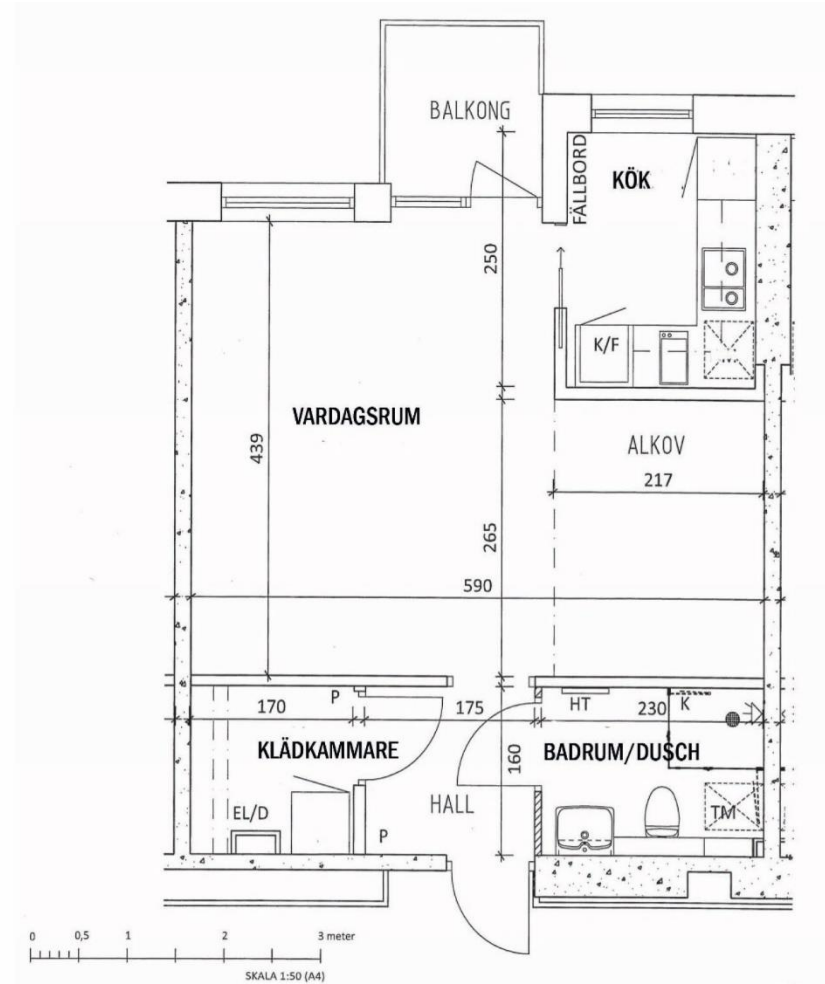 BALKONG
FÄLLBORD
KÖK
250
K/F
VARDAGSRUM
439
ALKOV
217
265
590
170
P
175
HT
230
K
KLÄDKAMMARE
160
BADRUM/DUSCH
EL/D
HALL
P
TM
0 0,5 1 2 3 meter
SKALA 1:50 (A4)